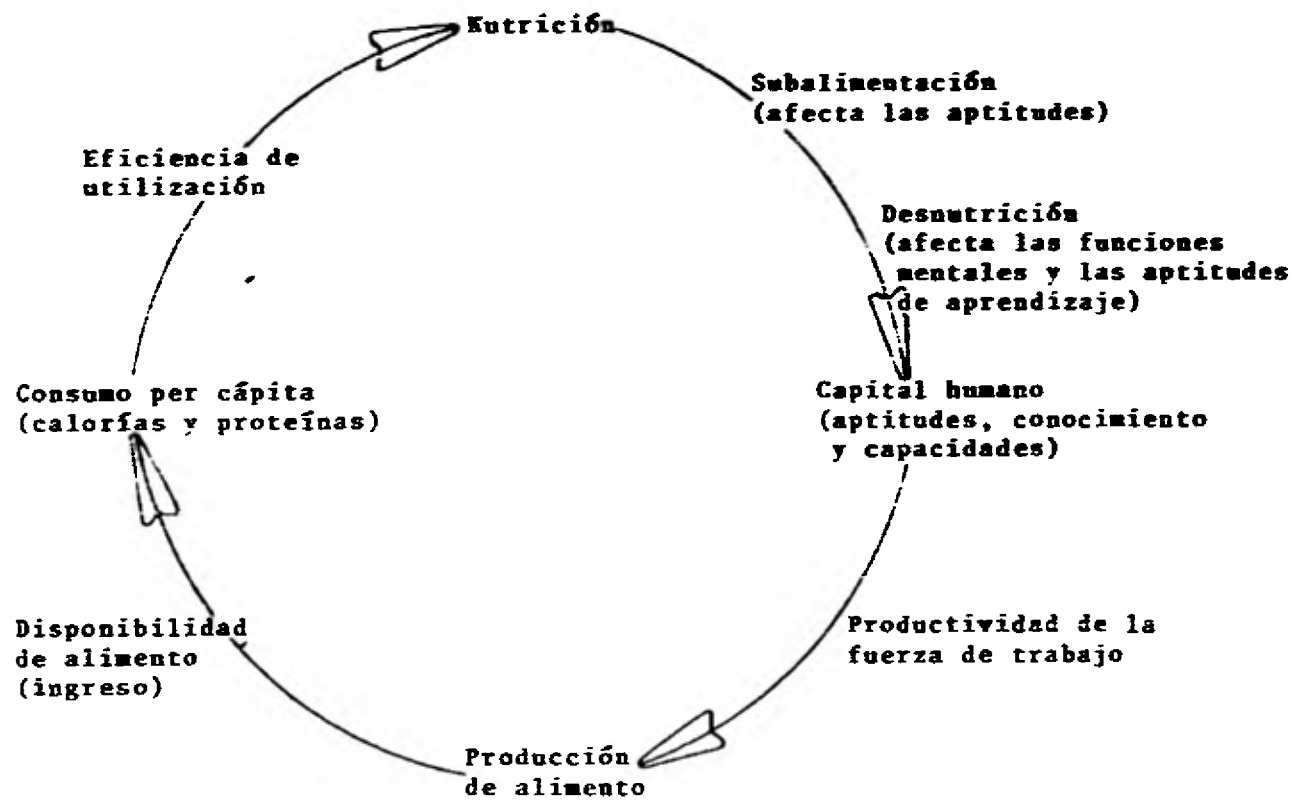 Nutrición
Subalimentación
(afecta las aptitudes)
Eficiencia de
utilización
Desnutrición
(afecta las funciones
mentales y las aptitudes
de aprendizaje)
Consumo per cápita
(calorías y proteínas)
Capital humano
(aptitudes, conocimiento
y capacidades)
Disponibilidad
de alimento
(ingreso)
Productividad de la
fuerza de trabajo
Producción
de alimento